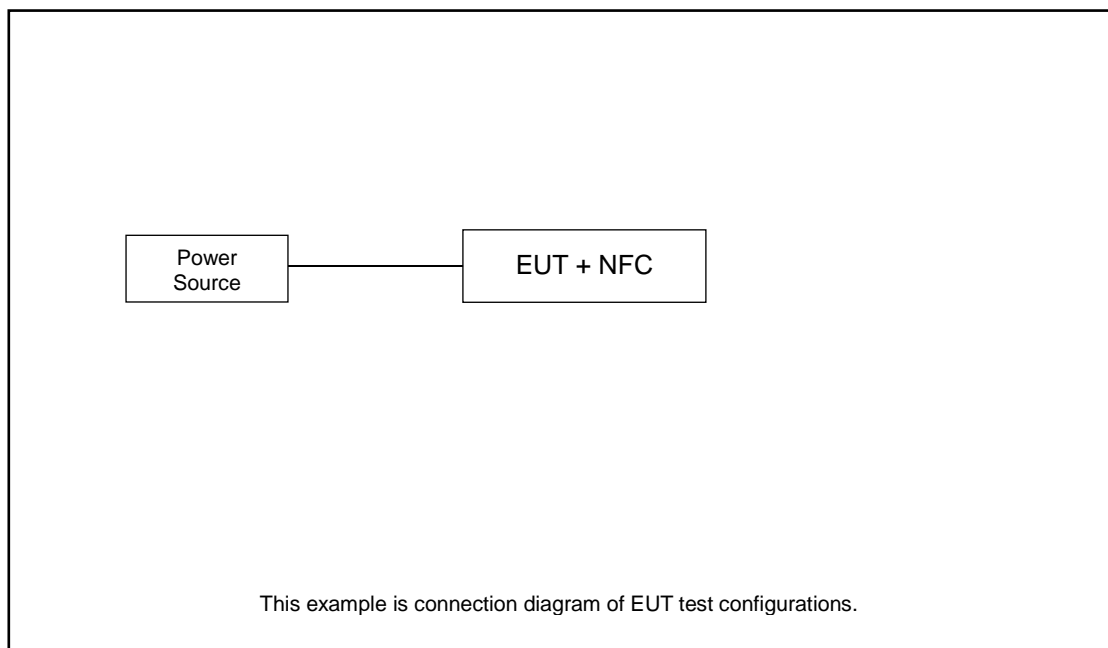 Power
Source
EUT + NFC
This example is connection diagram of EUT test configurations.